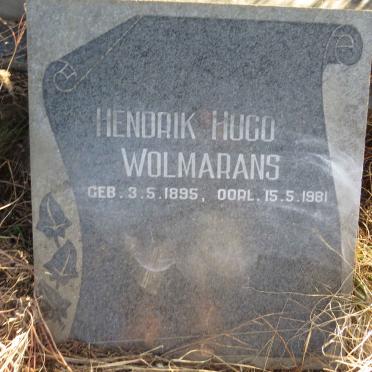 HENDRIK HUGO
WOLMARANS
GEB. 3.5.1895, OORL. 15.5.1981